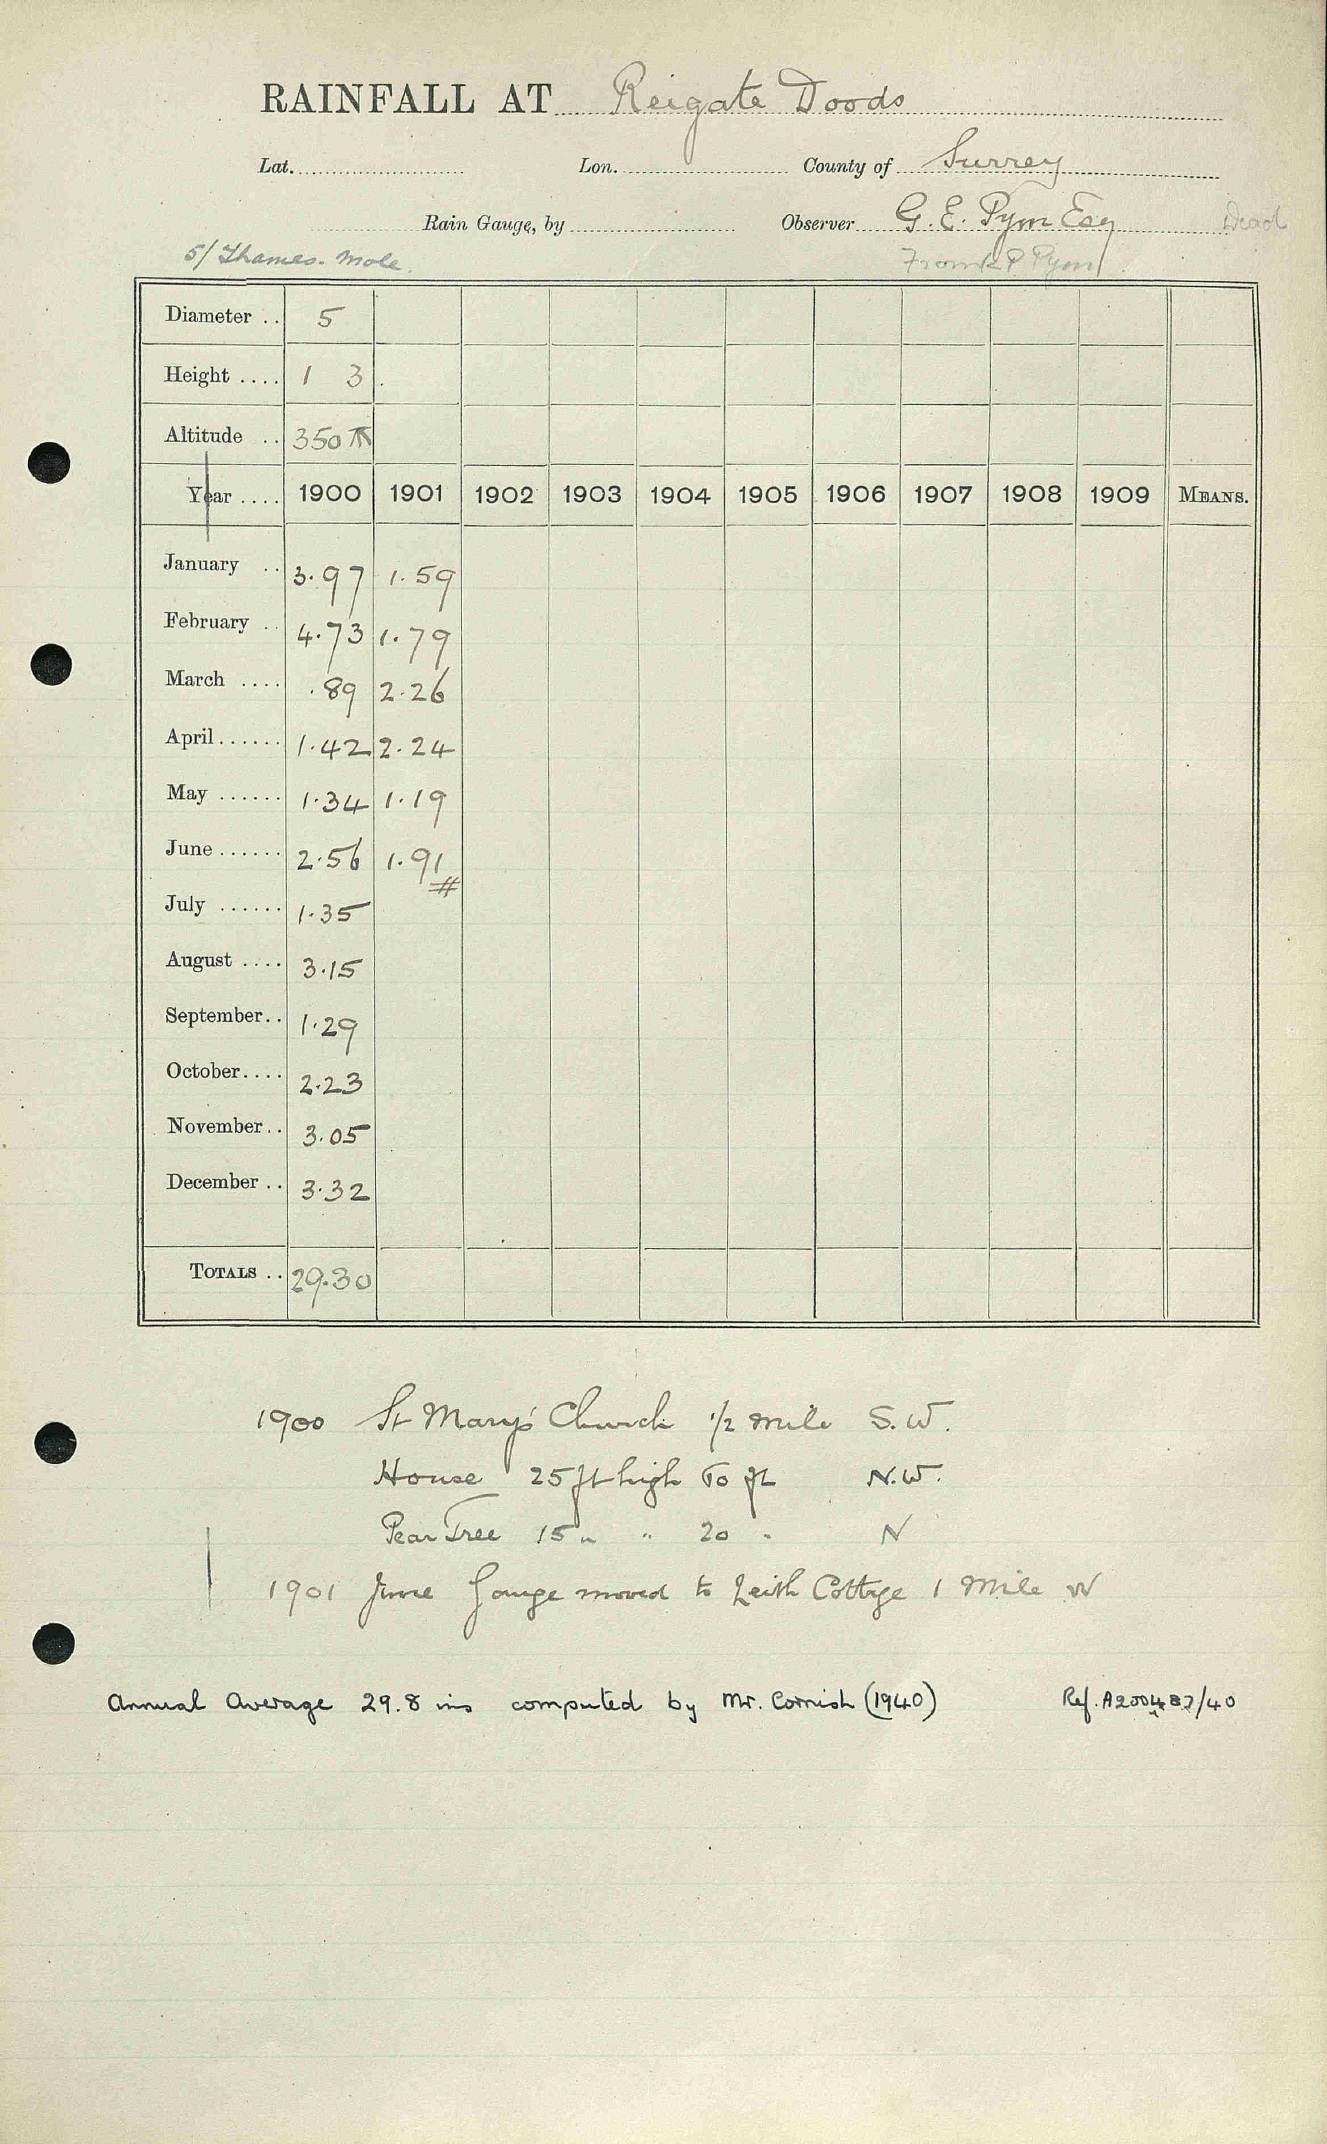 RAINFALL AT Reigate Doods
Lat. Lon. County of Surrey
Rain Gauge, by Observer G. E. Pym Esq Dead
5/ Thames. Mole. Frank P Pym
Diameter .. 5
Height .... 1 3
Altitude .. 350
Year .... 1900 1901 1902 1903 1904 1905 1906 1907 1908 1909 MEANS.
January .. 3.97 1.59
February .. 4.73 1.79
March .... .89 2.26
April ...... 1.42 2.24
May ...... 1.34 1.19
June ...... 2.56 1.91
July ...... 1.35
August .... 3.15
September .. 1.29
October .... 2.23
November .. 3.05
December .. 3.32
TOTALS .. 29.30
1900 St Mary's Church 1/2 mile S.W.
House 25 ft high 60 ft N.W.
Pear Tree 15 " " 20 " N
1901 June Gauge moved to Leith Cottage 1 Mile W
Annual Average 29.8 ins computed by Mr. Cornish (1940) Ref.